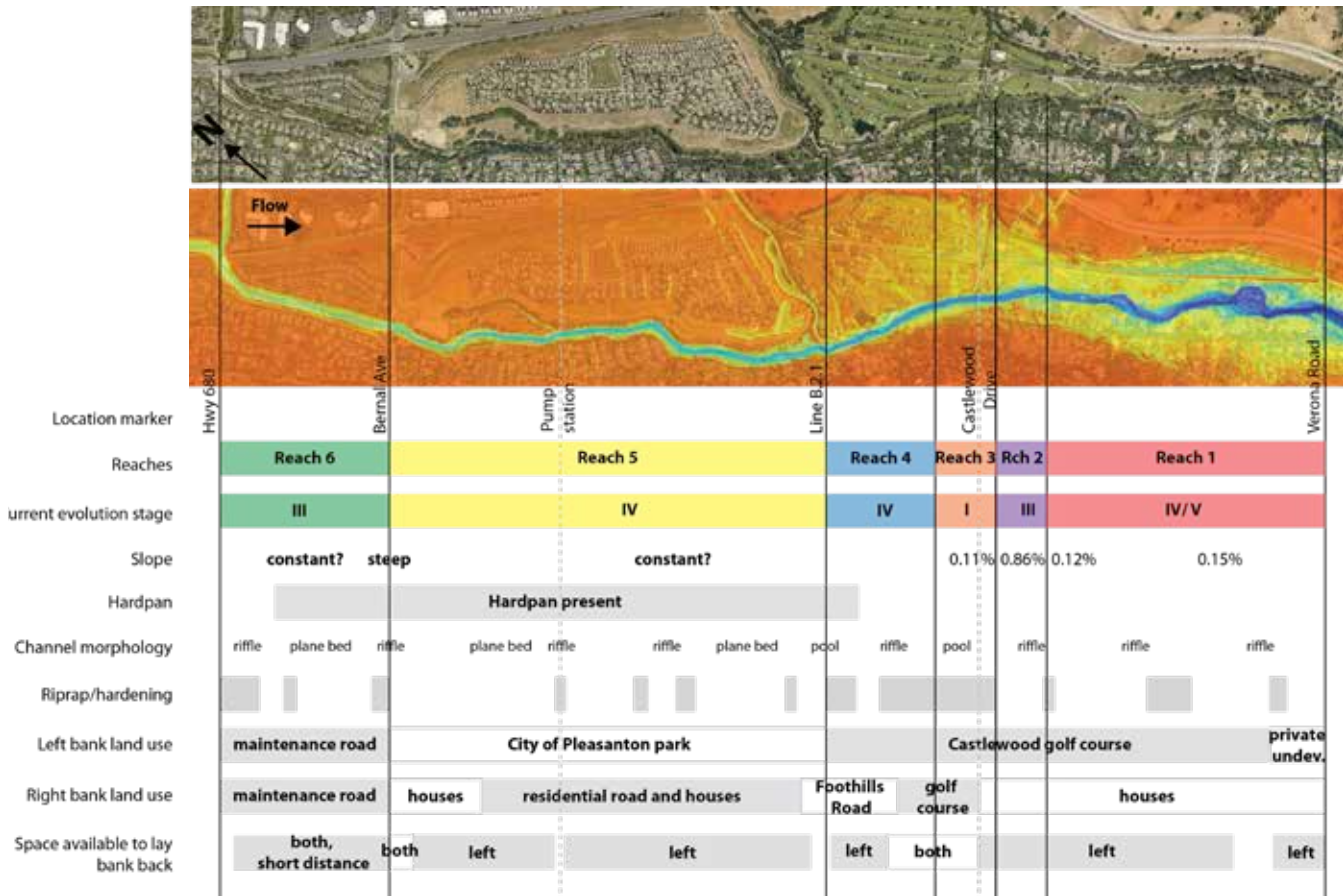 N
Flow
Location marker
Hwy 680
Bernal Ave
Pump
station
Line B.2.1
Castlewood
Drive
Verona Road
Reaches
Reach 6
Reach 5
Reach 4
Reach 3
Rch 2
Reach 1
urrent evolution stage
III
IV
IV
I
III
IV/V
Slope
constant?
steep
constant?
0.11%
0.86%
0.12%
0.15%
Hardpan
Hardpan present
Channel morphology
riffle
plane bed
riffle
plane bed
riffle
riffle
plane bed
pool
riffle
pool
riffle
riffle
riffle
Riprap/hardening
Left bank land use
maintenance road
City of Pleasanton park
Castlewood golf course
private
undev.
Right bank land use
maintenance road
houses
residential road and houses
Foothills
Road
golf
course
houses
Space available to lay
bank back
both,
short distance
both
left
left
left
both
left
left